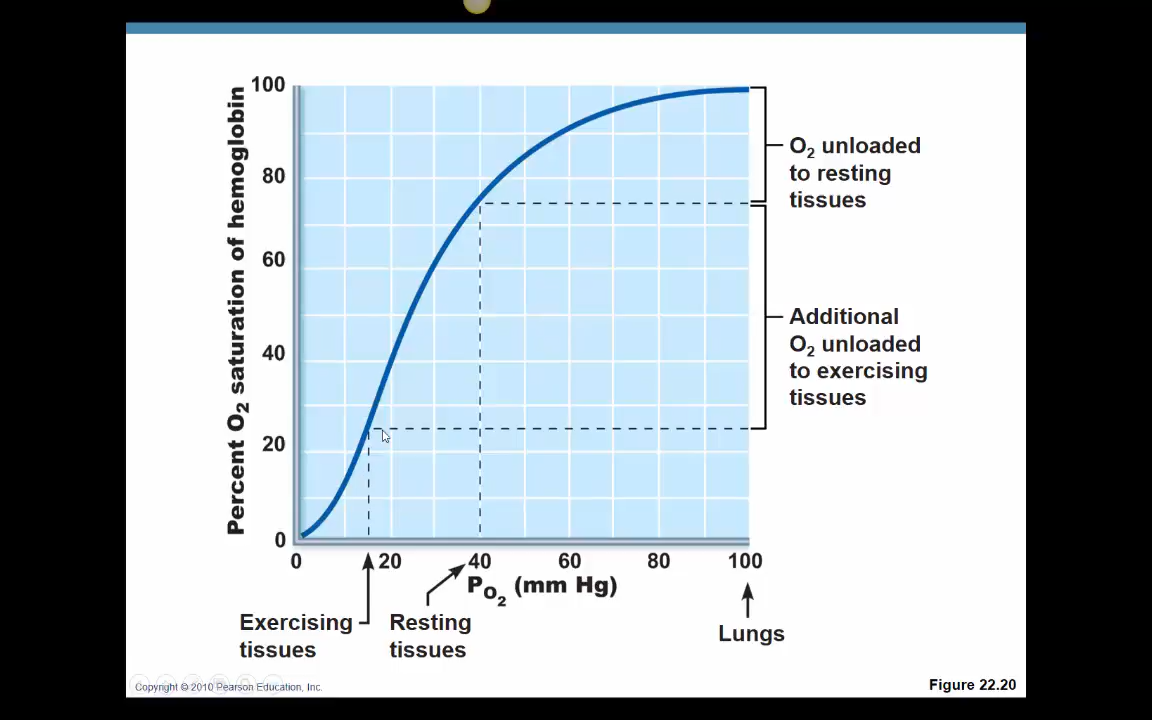 Percent O2 saturation of hemoglobin
100
80
60
40
20
0
0 20 40 60 80 100
PO2 (mm Hg)
O2 unloaded
to resting
tissues
Additional
O2 unloaded
to exercising
tissues
Exercising
tissues
Resting
tissues
Lungs
Copyright © 2010 Pearson Education, Inc.
Figure 22.20